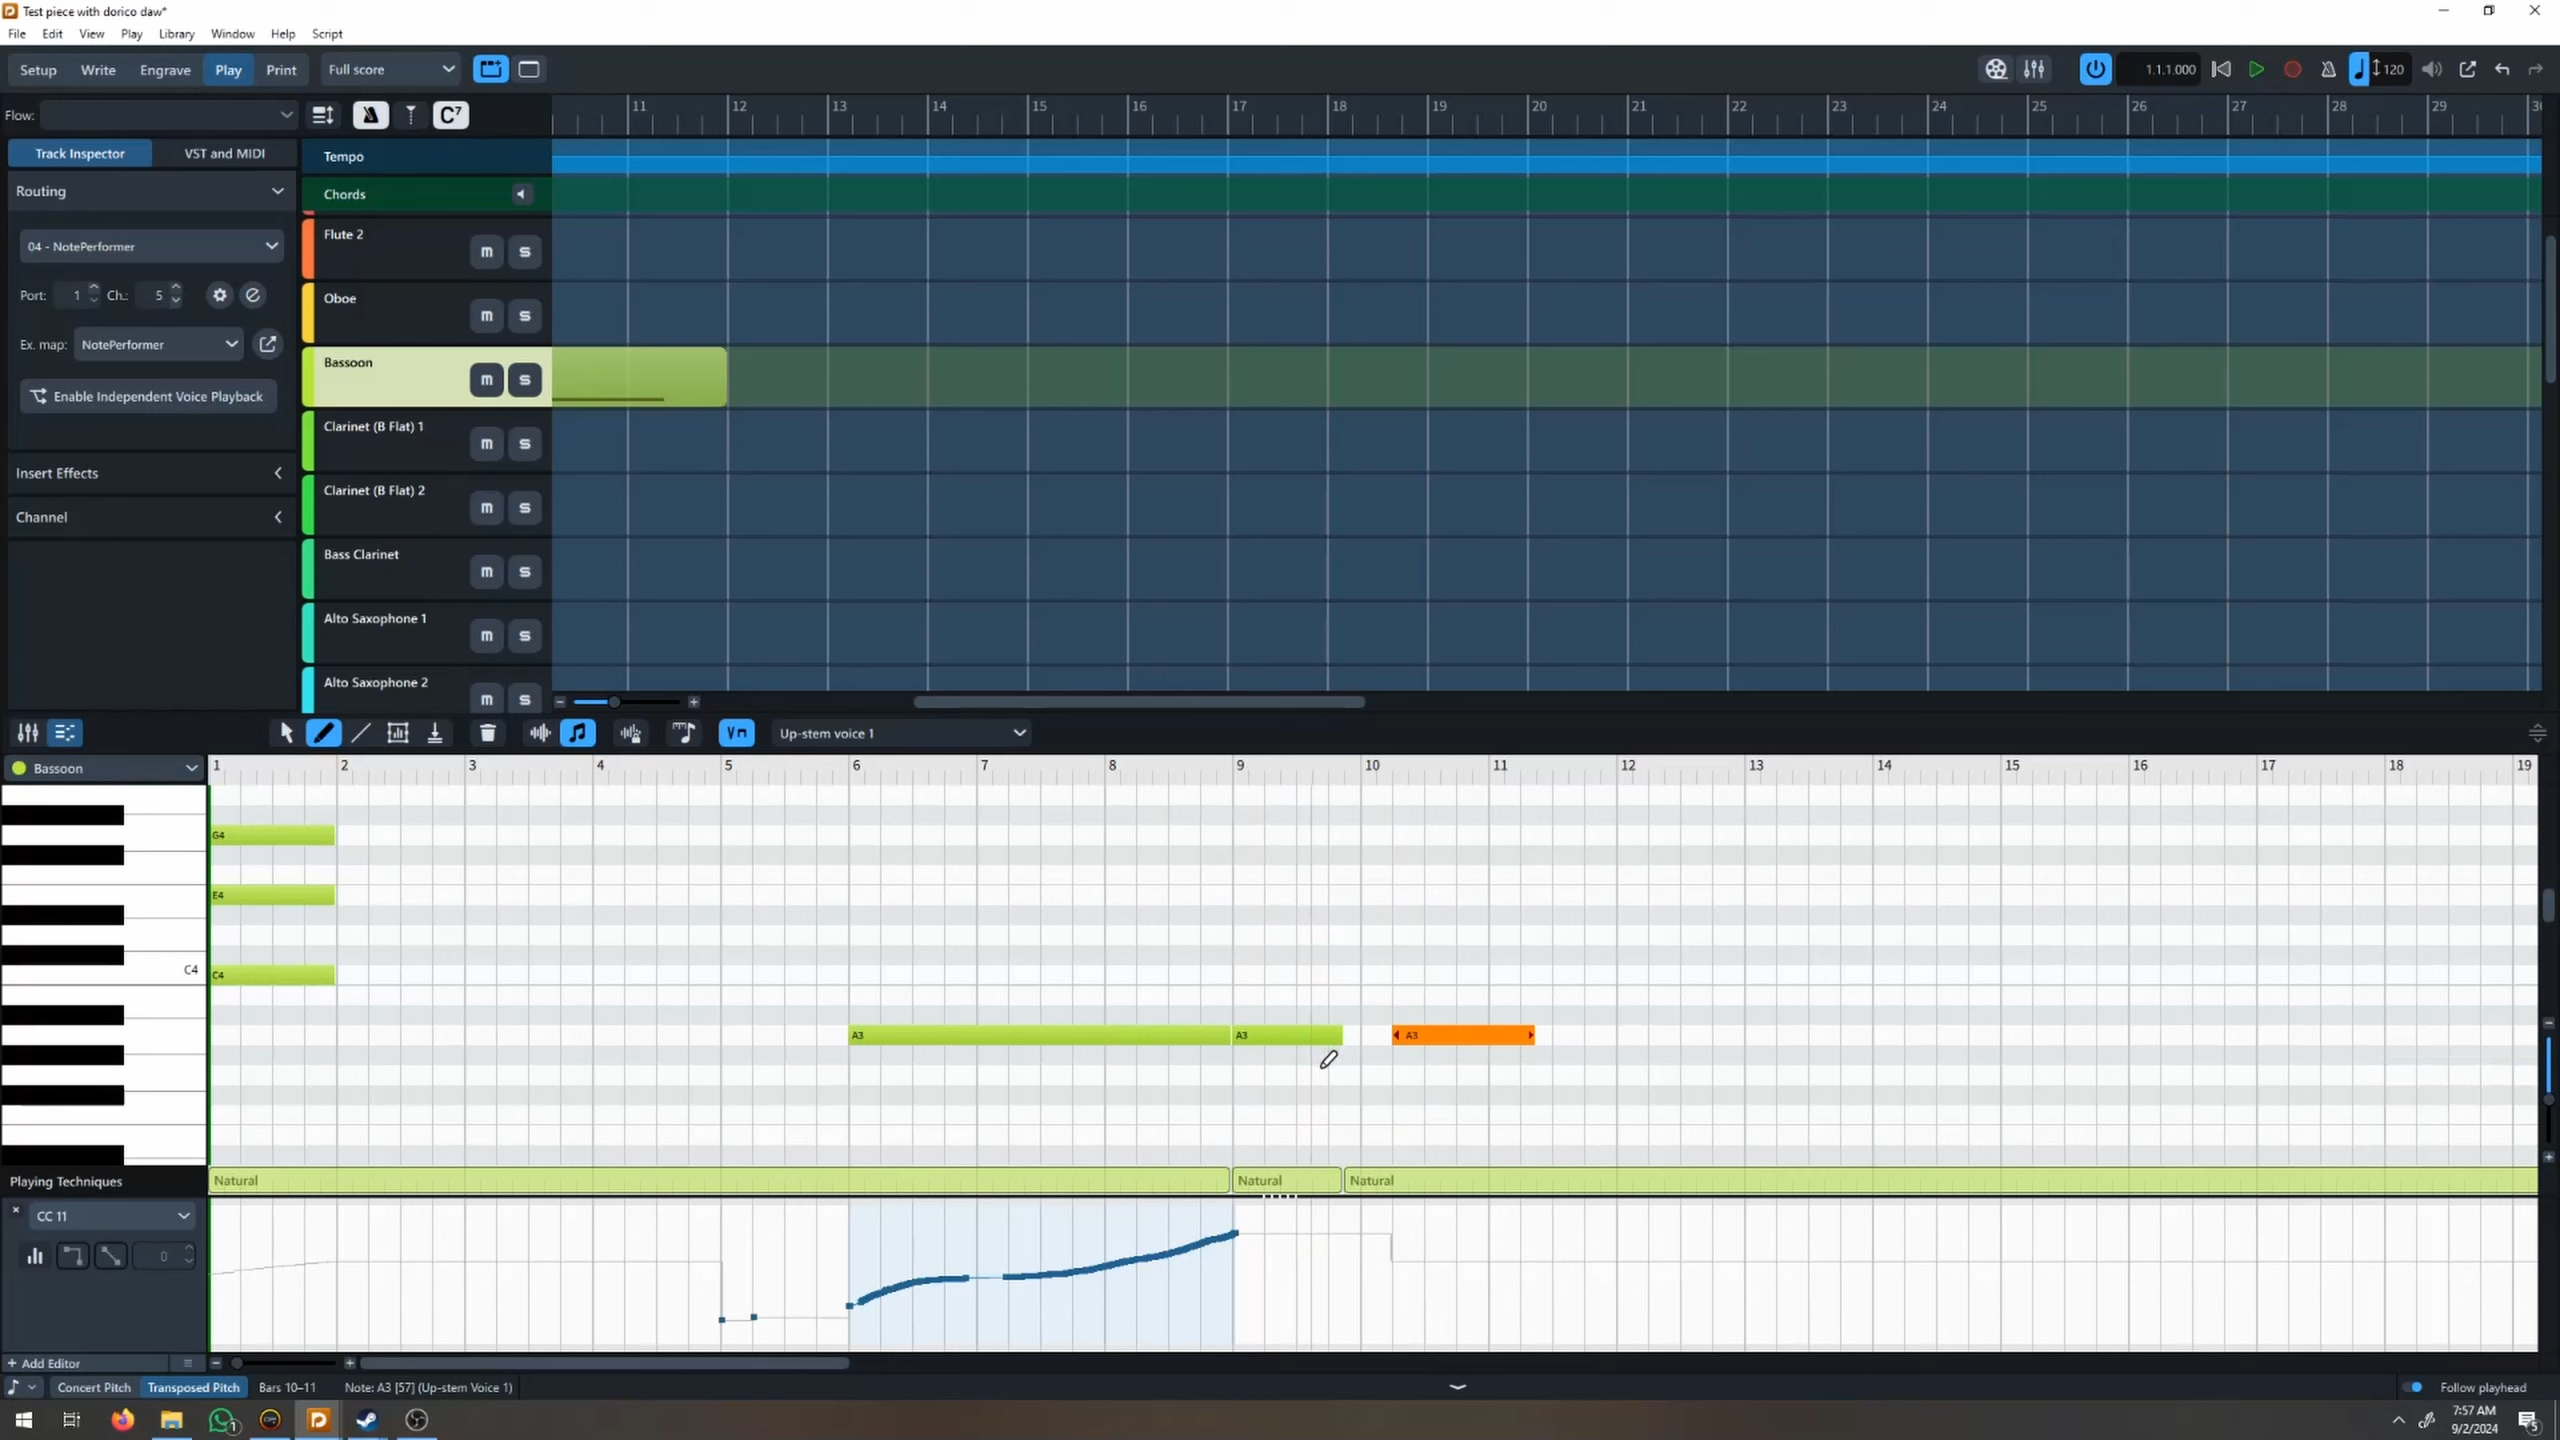 Test piece with dorico daw*
File Edit View Play Library Window Help Script
Setup Write Engrave Play Print Full score 1.1.1.000 120
Flow: C7 11 12 13 14 15 16 17 18 19 20 21 22 23 24 25 26 27 28 29
Track Inspector VST and MIDI Tempo
Routing Chords
04 - NotePerformer Flute 2 m s
Port: 1 Ch.: 5 Oboe m s
Ex. map: NotePerformer Bassoon m s
Enable Independent Voice Playback
Clarinet (B Flat) 1 m s
Insert Effects Clarinet (B Flat) 2 m s
Channel
Bass Clarinet m s
Alto Saxophone 1 m s
Alto Saxophone 2 m s
Up-stem voice 1
Bassoon 1 2 3 4 5 6 7 8 9 10 11 12 13 14 15 16 17 18 19
G4
E4
C4 C4
A3 A3 A3
Playing Techniques Natural Natural Natural
CC 11
0
+ Add Editor
Concert Pitch Transposed Pitch Bars 10–11 Note: A3 [57] (Up-stem Voice 1) Follow playhead
1 7:57 AM
9/2/2024 5